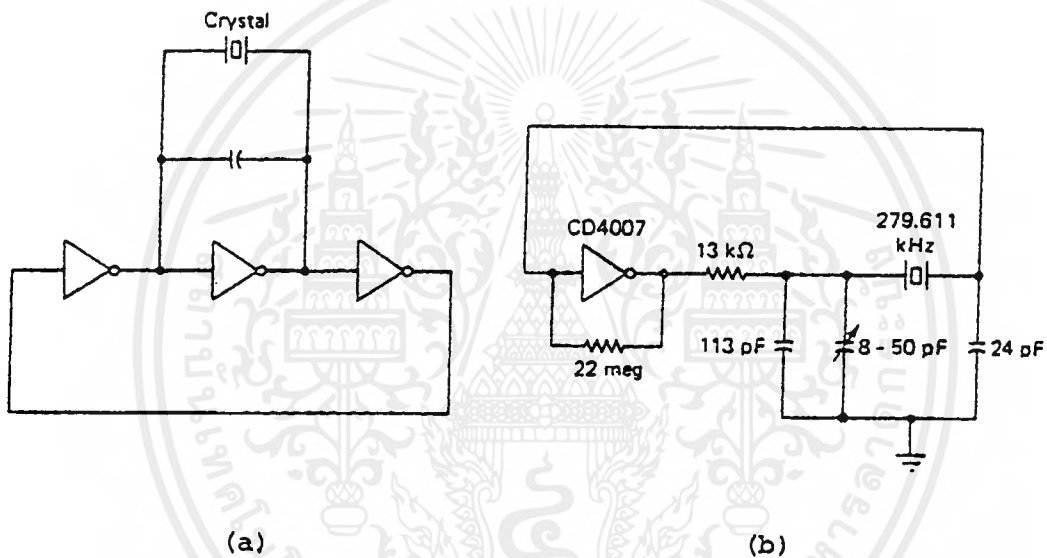 Crystal
CD4007
13 kΩ
279.611
kHz
22 meg
113 pF
8 - 50 pF
24 pF
(a)
(b)